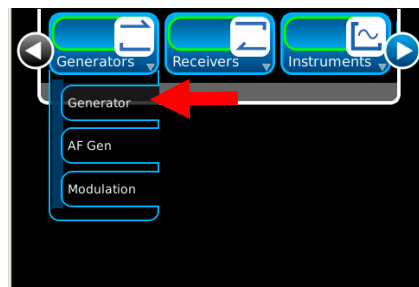 Generators
Receivers
Instruments
Generator
AF Gen
Modulation